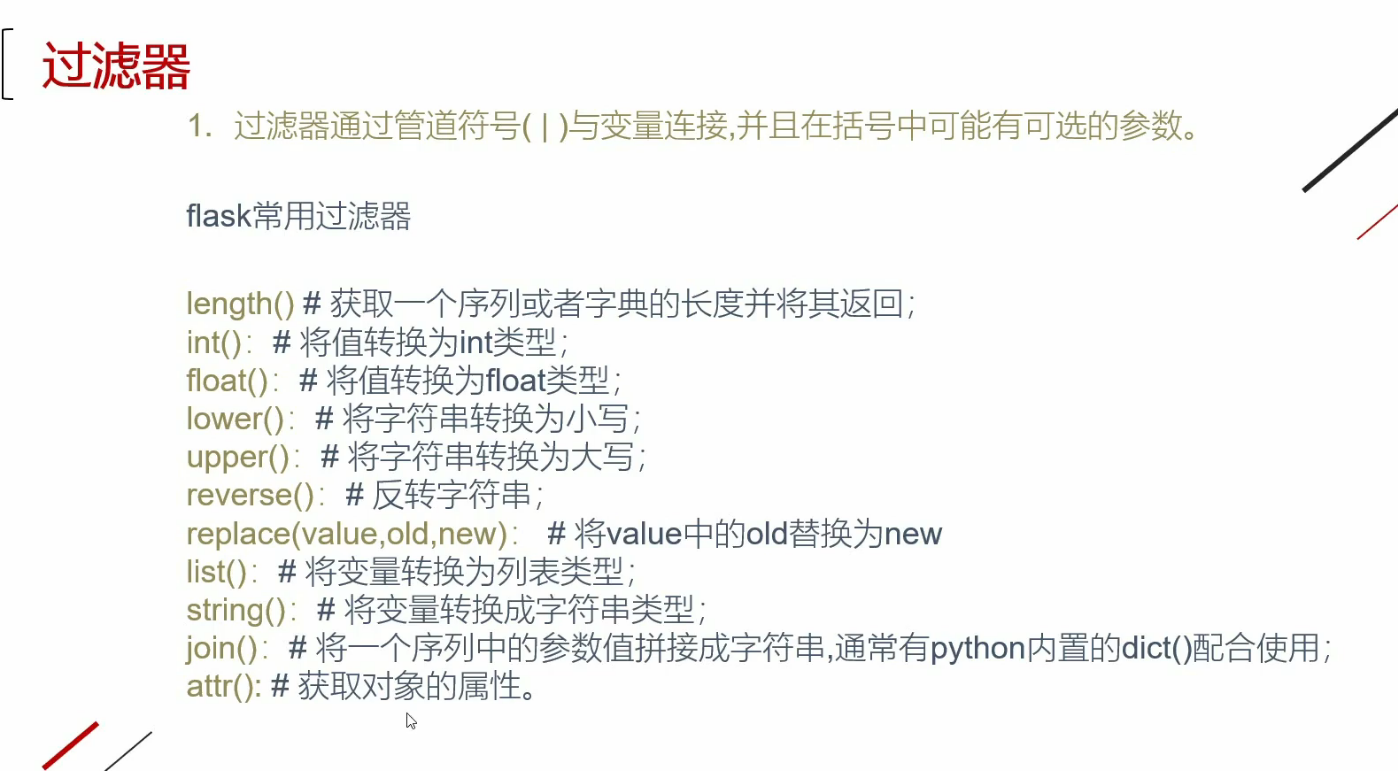 过滤器
1. 过滤器通过管道符号( | )与变量连接,并且在括号中可能有可选的参数。
flask常用过滤器
length() # 获取一个序列或者字典的长度并将其返回;
int()：# 将值转换为int类型;
float()：# 将值转换为float类型;
lower()：# 将字符串转换为小写;
upper()：# 将字符串转换为大写;
reverse()：# 反转字符串;
replace(value,old,new)： # 将value中的old替换为new
list()：# 将变量转换为列表类型;
string()：# 将变量转换成字符串类型;
join()：# 将一个序列中的参数值拼接成字符串,通常有python内置的dict()配合使用;
attr(): # 获取对象的属性。